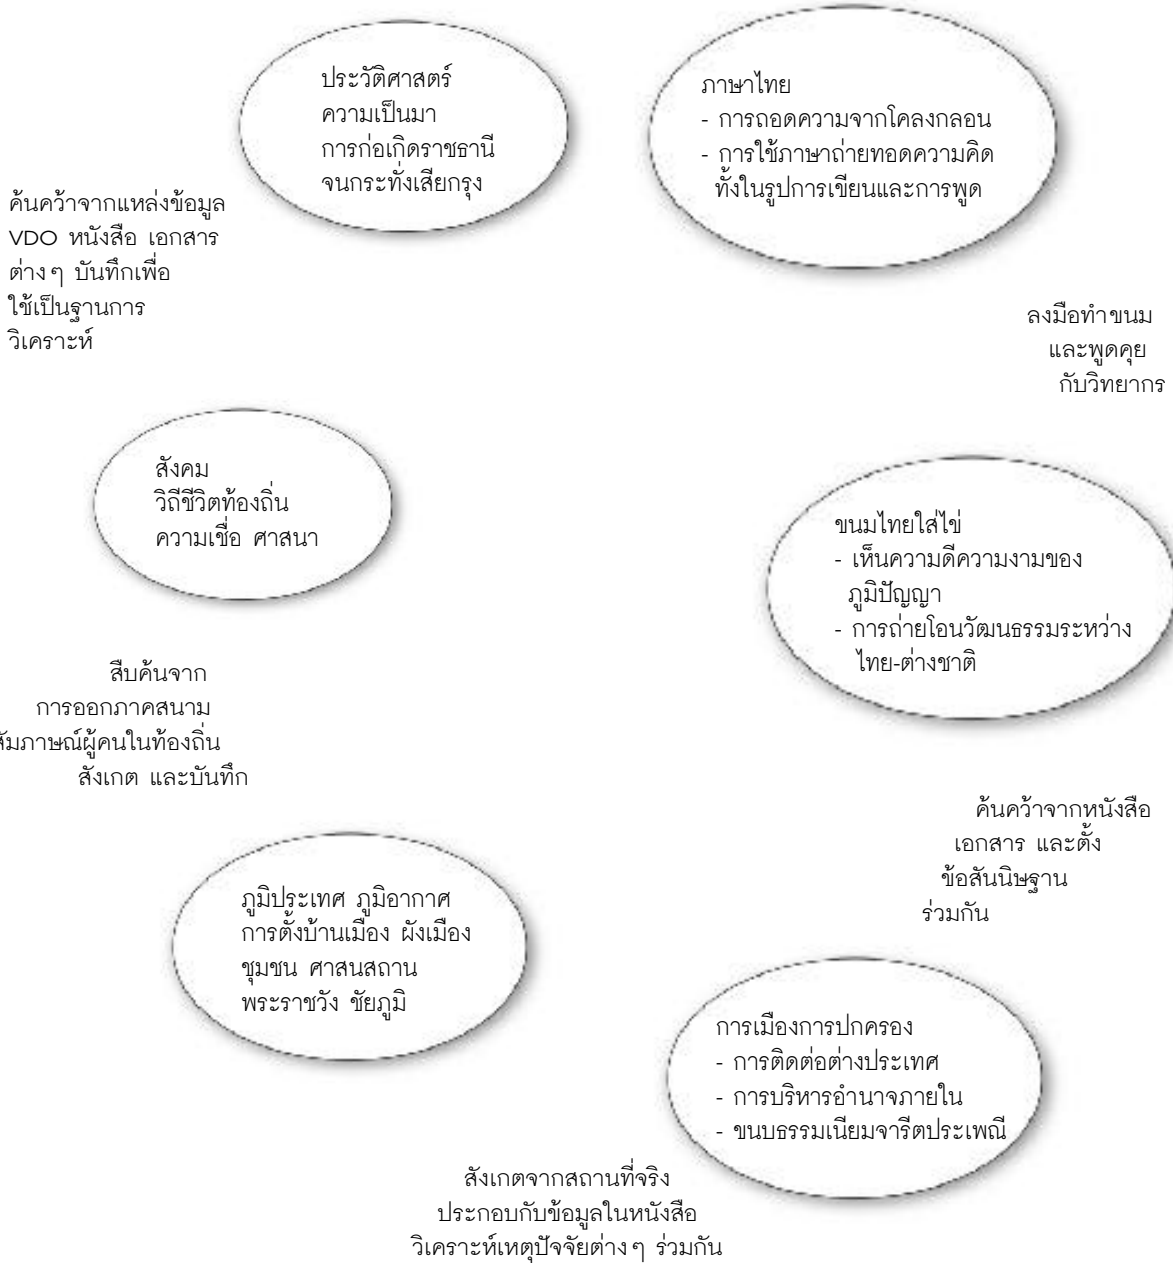 ประวัติศาสตร์
ความเป็นมา
การก่อเกิดราชธานี
จนกระทั่งเสียกรุง
ภาษาไทย
- การถอดความจากโคลงกลอน
- การใช้ภาษาถ่ายทอดความคิด
ทั้งในรูปการเขียนและการพูด
ค้นคว้าจากแหล่งข้อมูล
VDO หนังสือ เอกสาร
ต่างๆ บันทึกเพื่อ
ใช้เป็นฐานการ
วิเคราะห์
ลงมือทำขนม
และพูดคุย
กับวิทยากร
สังคม
วิถีชีวิตท้องถิ่น
ความเชื่อ ศาสนา
ขนมไทยใส่ไข่
- เห็นความดีความงามของ
ภูมิปัญญา
- การถ่ายโอนวัฒนธรรมระหว่าง
ไทย-ต่างชาติ
สืบค้นจาก
การออกภาคสนาม
สัมภาษณ์ผู้คนในท้องถิ่น
สังเกต และบันทึก
ค้นคว้าจากหนังสือ
เอกสาร และตั้ง
ข้อสันนิษฐาน
ร่วมกัน
ภูมิประเทศ ภูมิอากาศ
การตั้งบ้านเมือง ผังเมือง
ชุมชน ศาสนสถาน
พระราชวัง ชัยภูมิ
การเมืองการปกครอง
- การติดต่อต่างประเทศ
- การบริหารอำนาจภายใน
- ขนบธรรมเนียมจารีตประเพณี
สังเกตจากสถานที่จริง
ประกอบกับข้อมูลในหนังสือ
วิเคราะห์เหตุปัจจัยต่างๆ ร่วมกัน